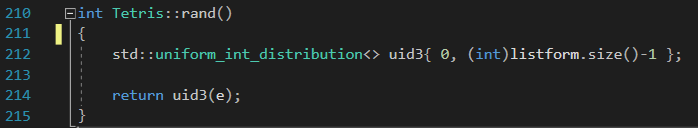 210 int Tetris::rand()
211 {
212 std::uniform_int_distribution<> uid3{ 0, (int)listform.size()-1 };
213
214 return uid3(e);
215 }